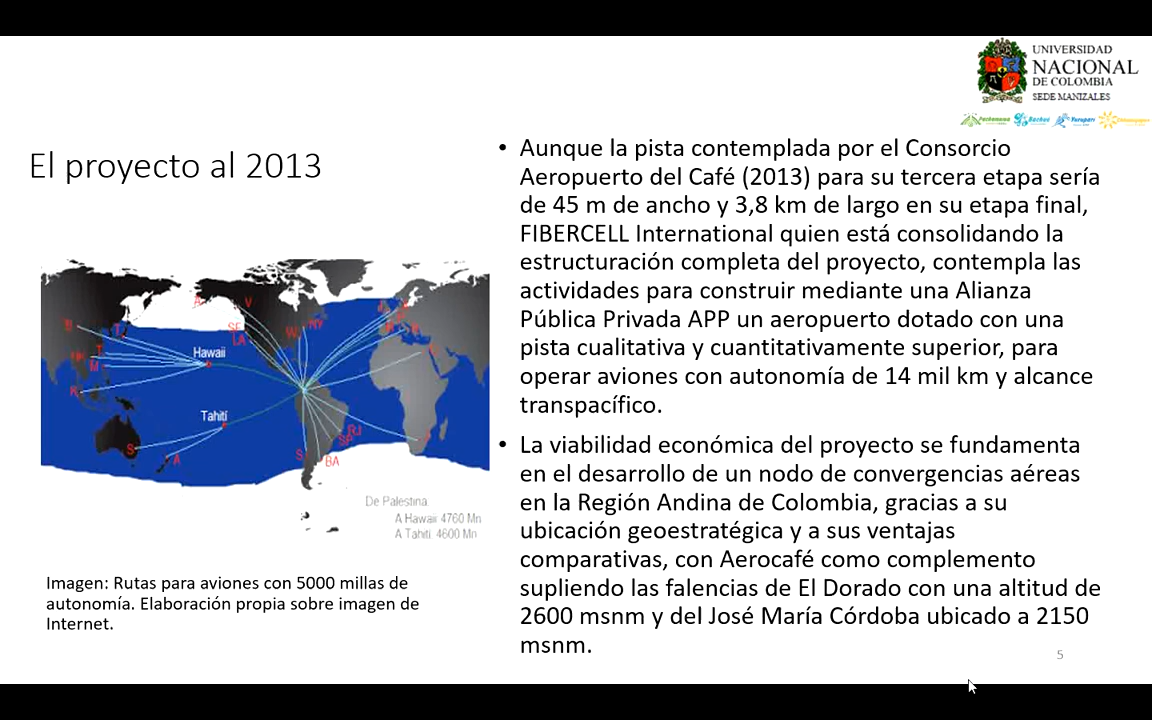 UNIVERSIDAD
NACIONAL
DE COLOMBIA
SEDE MANIZALES
El proyecto al 2013
• Aunque la pista contemplada por el Consorcio
Aeropuerto del Café (2013) para su tercera etapa sería
de 45 m de ancho y 3,8 km de largo en su etapa final,
FIBERCELL International quien está consolidando la
estructuración completa del proyecto, contempla las
actividades para construir mediante una Alianza
Pública Privada APP un aeropuerto dotado con una
pista cualitativa y cuantitativamente superior, para
operar aviones con autonomía de 14 mil km y alcance
transpacífico.
• La viabilidad económica del proyecto se fundamenta
en el desarrollo de un nodo de convergencias aéreas
en la Región Andina de Colombia, gracias a su
ubicación geoestratégica y a sus ventajas
comparativas, con Aerocafé como complemento
supliendo las falencias de El Dorado con una altitud de
2600 msnm y del José María Córdoba ubicado a 2150
msnm.
A
V
SF
LA
W
NY
T
T
M
R
Hawaii
Tahití
S
A
S
BA
RJ
De Palestina
A Hawaii 4760 Mn
A Tahití 4600 Mn
Imagen: Rutas para aviones con 5000 millas de
autonomía. Elaboración propia sobre imagen de
Internet.
5